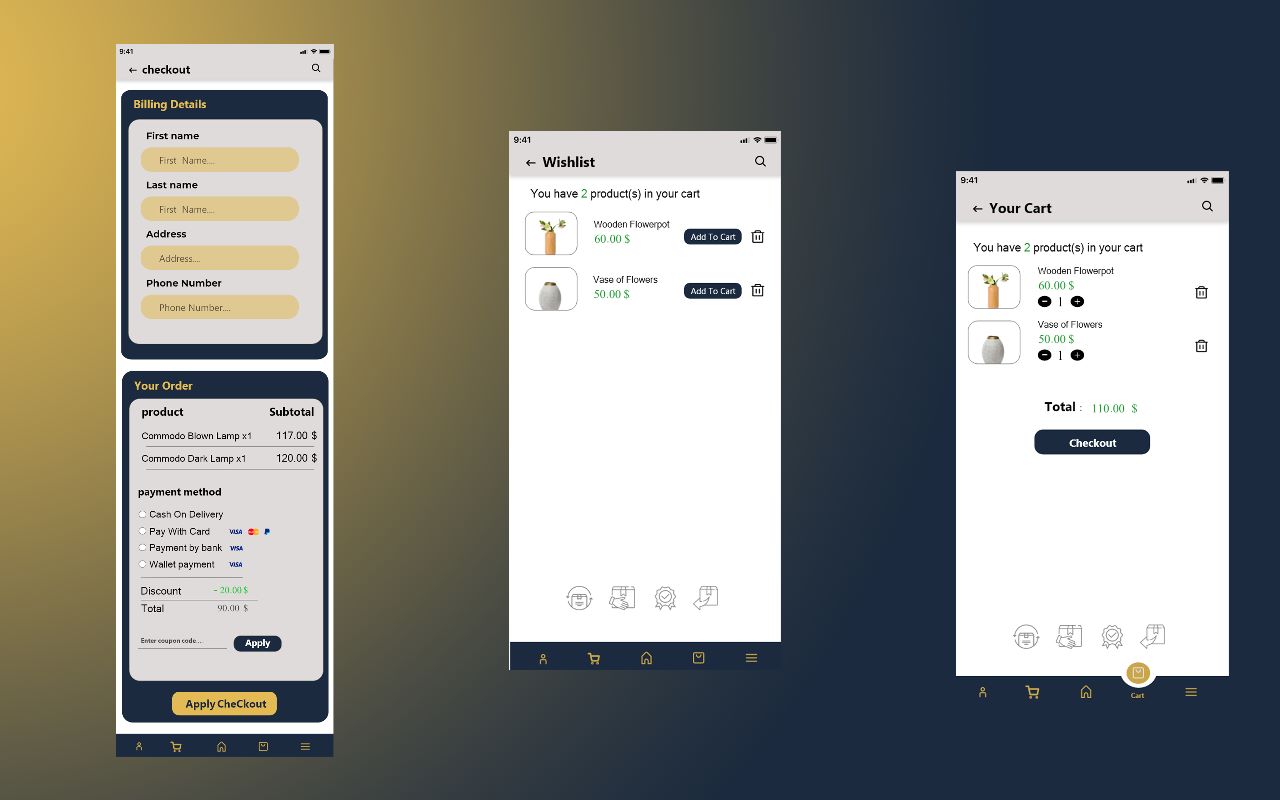 9:41
← checkout
Billing Details
First name
First Name....
Last name
First Name....
Address
Address....
Phone Number
Phone Number....
Your Order
product Subtotal
Commodo Blown Lamp x1 117.00 $
Commodo Dark Lamp x1 120.00 $
payment method
Cash On Delivery
Pay With Card VISA
Payment by bank VISA
Wallet payment VISA
Discount - 20.00 $
Total 90.00 $
Enter coupon code... Apply
Apply CheCkout
9:41
← Wishlist
You have 2 product(s) in your cart
Wooden Flowerpot
60.00 $
Add To Cart
Vase of Flowers
50.00 $
Add To Cart
9:41
← Your Cart
You have 2 product(s) in your cart
Wooden Flowerpot
60.00 $
- 1 +
Vase of Flowers
50.00 $
- 1 +
Total : 110.00 $
Checkout
Cart